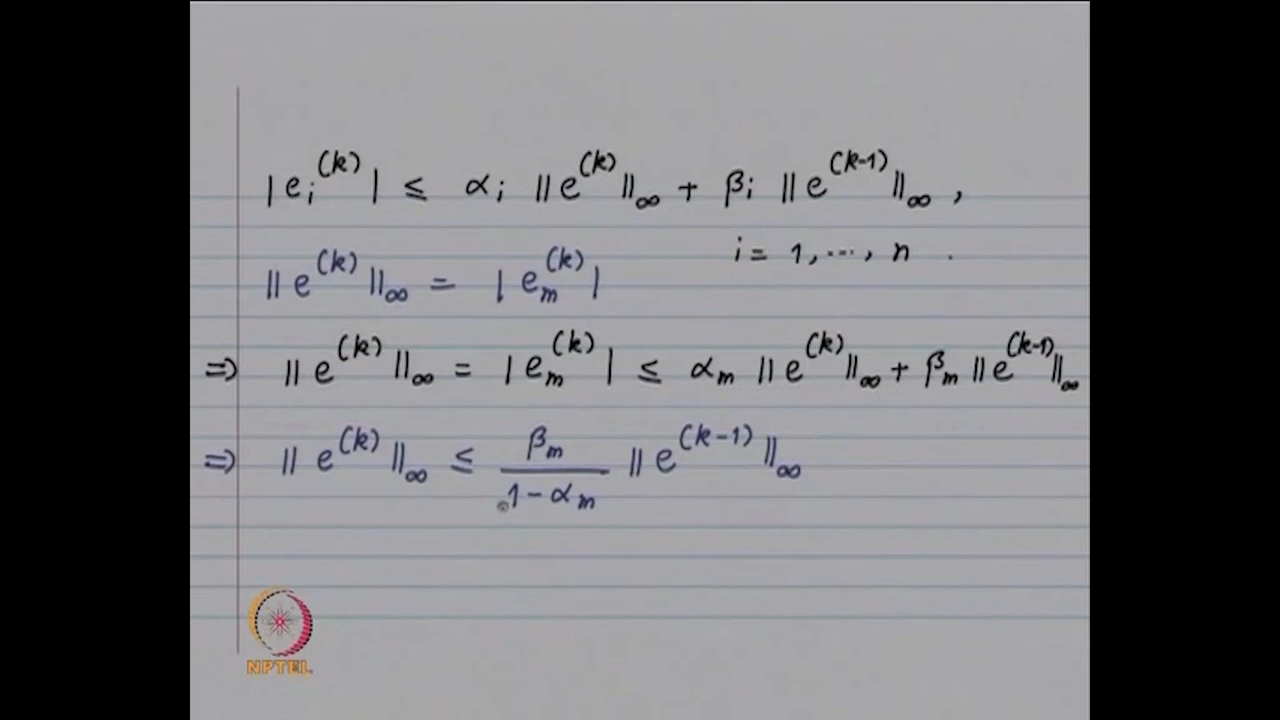 |e_i^(k)| ≤ α_i ||e^(k)||_∞ + β_i ||e^(k-1)||_∞ ,
i = 1, ..., n .
||e^(k)||_∞ = |e_m^(k)|
⇒ ||e^(k)||_∞ = |e_m^(k)| ≤ α_m ||e^(k)||_∞ + β_m ||e^(k-1)||_∞
⇒ ||e^(k)||_∞ ≤ β_m / (1 - α_m) ||e^(k-1)||_∞
NPTEL